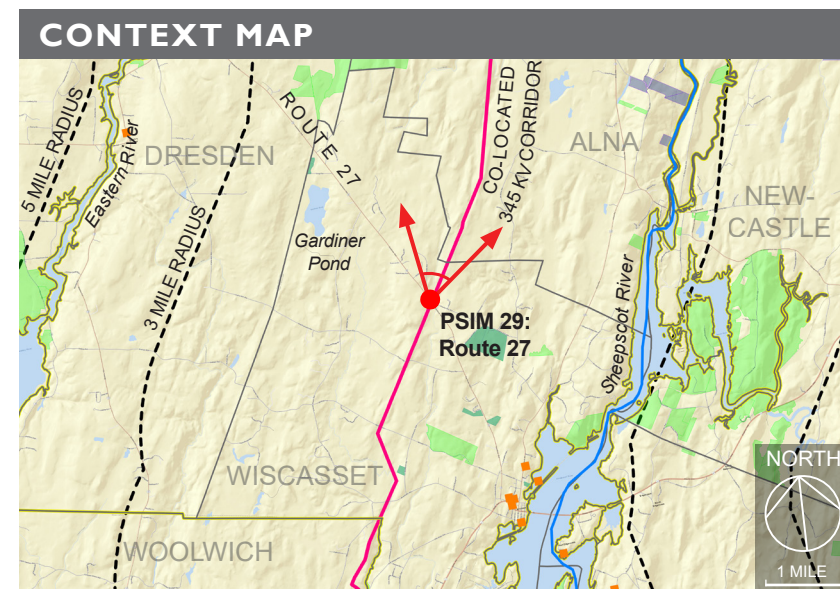 CONTEXT MAP
5 MILE RADIUS
Eastern River
DRESDEN
ROUTE 27
3 MILE RADIUS
Gardiner
Pond
CO-LOCATED
345 KV CORRIDOR
ALNA
NEW-
CASTLE
PSIM 29:
Route 27
Sheepscot River
WISCASSET
WOOLWICH
NORTH
1 MILE